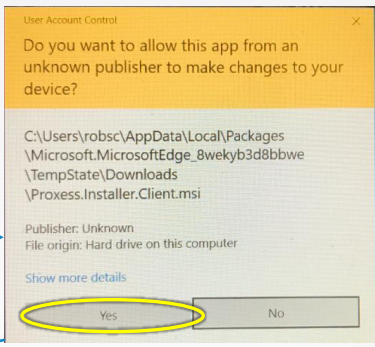 User Account Control
Do you want to allow this app from an
unknown publisher to make changes to your
device?
C:\Users\robsc\AppData\Local\Packages
\Microsoft.MicrosoftEdge_8wekyb3d8bbwe
\TempState\Downloads
\Proxess.Installer.Client.msi
Publisher: Unknown
File origin: Hard drive on this computer
Show more details
Yes
No